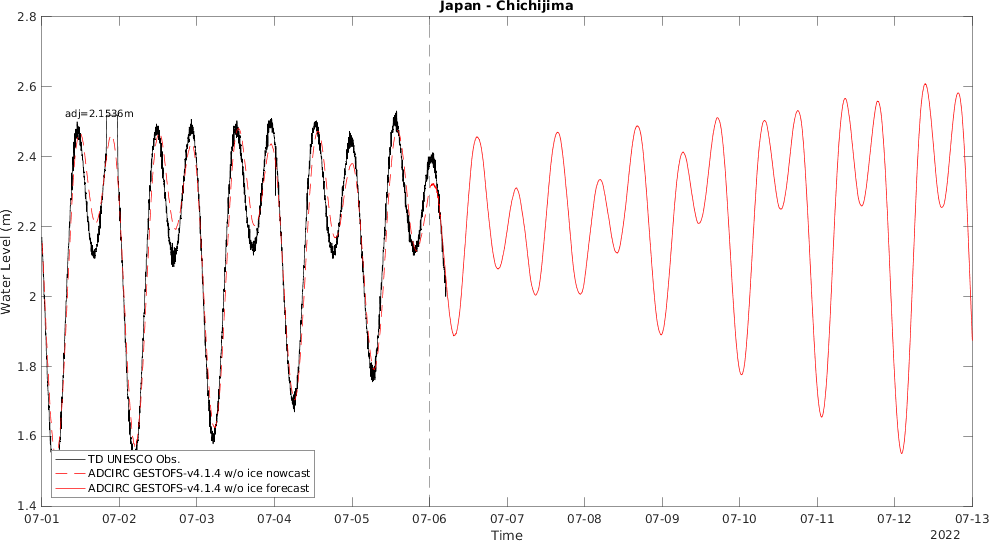 Japan - Chichijima
2.8
2.6
2.4
2.2
2
1.8
1.6
1.4
Water Level (m)
adj=2.1536m
TD UNESCO Obs.
ADCIRC GESTOFS-v4.1.4 w/o ice nowcast
ADCIRC GESTOFS-v4.1.4 w/o ice forecast
07-01 07-02 07-03 07-04 07-05 07-06 07-07 07-08 07-09 07-10 07-11 07-12 07-13
Time
2022